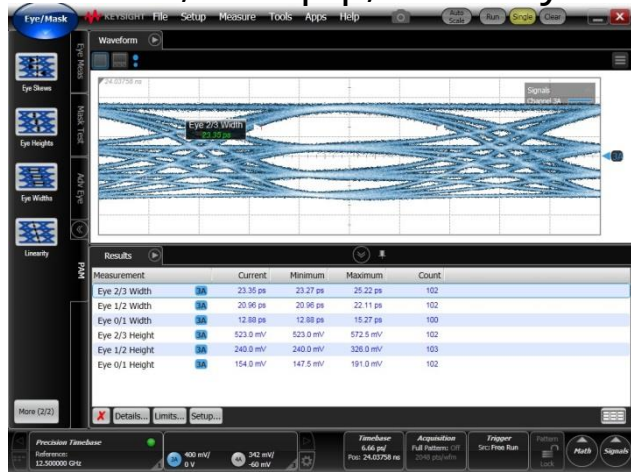 Eye/Mask
KEYSIGHT File Setup Measure Tools Apps Help Auto Scale Run Single Clear
Waveform
Eye Skews
Eye Heights
Eye Widths
Linearity
More (2/2)
Eye Meas
Mask Test
Adv Eye
PAM
24.03758 ns
Signals
Channel 3A
Eye 2/3 Width
23.35 ps
3A
Results
Measurement Current Minimum Maximum Count
Eye 2/3 Width 3A 23.35 ps 23.27 ps 25.22 ps 102
Eye 1/2 Width 3A 20.96 ps 20.96 ps 22.11 ps 102
Eye 0/1 Width 3A 12.88 ps 12.88 ps 15.27 ps 100
Eye 2/3 Height 3A 523.0 mV 523.0 mV 572.5 mV 102
Eye 1/2 Height 3A 240.0 mV 240.0 mV 326.0 mV 103
Eye 0/1 Height 3A 154.0 mV 147.5 mV 191.0 mV 102
Details... Limits... Setup...
Precision Timebase
Reference:
12.500000 GHz
3A 400 mV/
0 V
4A 342 mV/
-60 mV
Timebase
6.66 ps/
Pos: 24.03758 ns
Acquisition
Full Pattern: Off
2048 pts/wfm
Trigger
Src: Free Run
Pattern
Lock
Math
Signals